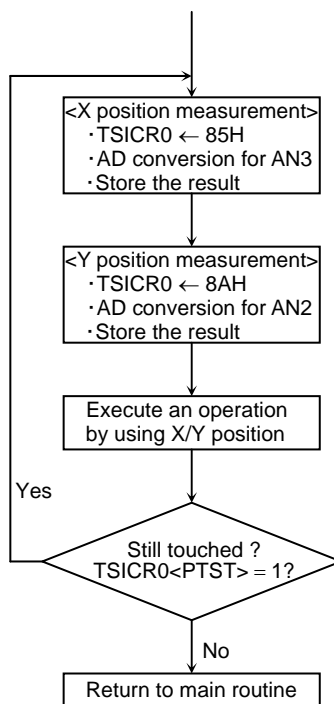 <X position measurement>
･TSICR0 ← 85H
･AD conversion for AN3
･Store the result
<Y position measurement>
･TSICR0 ← 8AH
･AD conversion for AN2
･Store the result
Execute an operation
by using X/Y position
Yes
Still touched ?
TSICR0<PTST> = 1?
No
Return to main routine